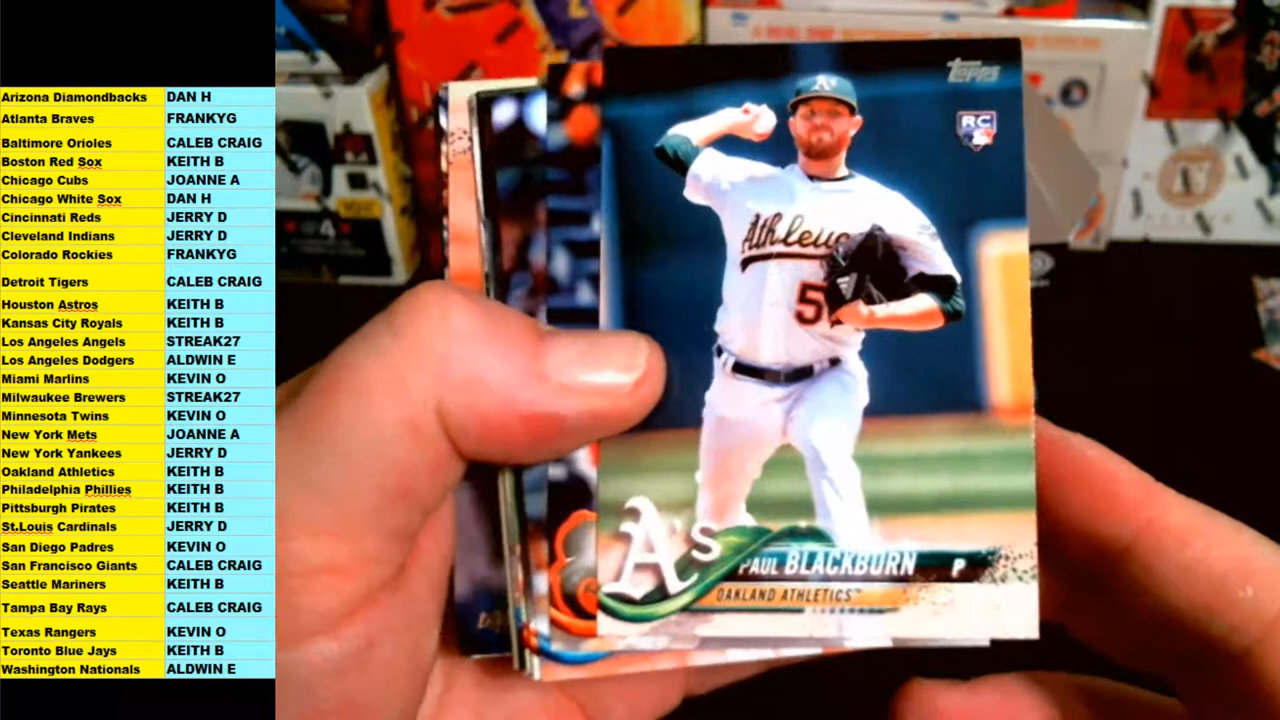 Arizona Diamondbacks DAN H
Atlanta Braves FRANKYG
Baltimore Orioles CALEB CRAIG
Boston Red Sox KEITH B
Chicago Cubs JOANNE A
Chicago White Sox DAN H
Cincinnati Reds JERRY D
Cleveland Indians JERRY D
Colorado Rockies FRANKYG
Detroit Tigers CALEB CRAIG
Houston Astros KEITH B
Kansas City Royals KEITH B
Los Angeles Angels STREAK27
Los Angeles Dodgers ALDWIN E
Miami Marlins KEVIN O
Milwaukee Brewers STREAK27
Minnesota Twins KEVIN O
New York Mets JOANNE A
New York Yankees JERRY D
Oakland Athletics KEITH B
Philadelphia Phillies KEITH B
Pittsburgh Pirates KEITH B
St.Louis Cardinals JERRY D
San Diego Padres KEVIN O
San Francisco Giants CALEB CRAIG
Seattle Mariners KEITH B
Tampa Bay Rays CALEB CRAIG
Texas Rangers KEVIN O
Toronto Blue Jays KEITH B
Washington Nationals ALDWIN E
Topps
RC
A's
PAUL BLACKBURN P
OAKLAND ATHLETICS™